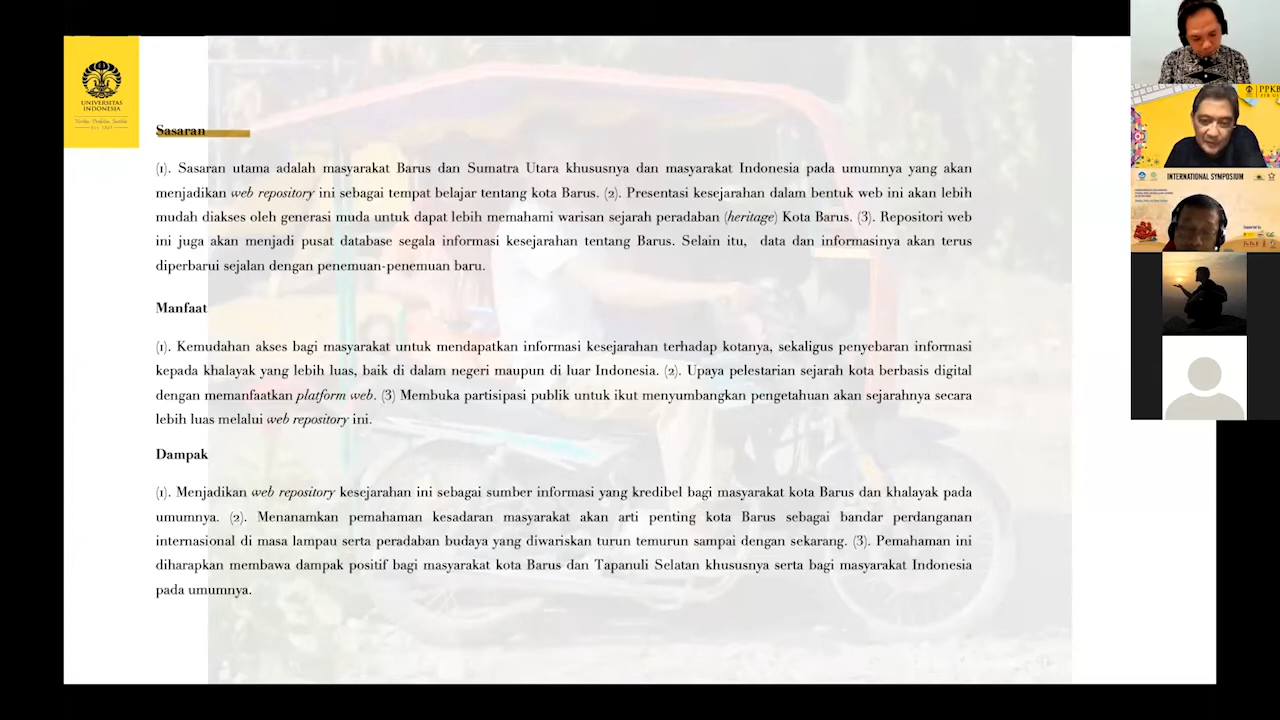 UNIVERSITAS
INDONESIA
Sasaran
(1). Sasaran utama adalah masyarakat Barus dan Sumatra Utara khususnya dan masyarakat Indonesia pada umumnya yang akan
menjadikan web repository ini sebagai tempat belajar tentang kota Barus. (2). Presentasi kesejarahan dalam bentuk web ini akan lebih
mudah diakses oleh generasi muda untuk dapat lebih memahami warisan sejarah peradaban (heritage) Kota Barus. (3). Repositori web
ini juga akan menjadi pusat database segala informasi kesejarahan tentang Barus. Selain itu, data dan informasinya akan terus
diperbarui sejalan dengan penemuan-penemuan baru.
Manfaat
(1). Kemudahan akses bagi masyarakat untuk mendapatkan informasi kesejarahan terhadap kotanya, sekaligus penyebaran informasi
kepada khalayak yang lebih luas, baik di dalam negeri maupun di luar Indonesia. (2). Upaya pelestarian sejarah kota berbasis digital
dengan memanfaatkan platform web. (3) Membuka partisipasi publik untuk ikut menyumbangkan pengetahuan akan sejarahnya secara
lebih luas melalui web repository ini.
Dampak
(1). Menjadikan web repository kesejarahan ini sebagai sumber informasi yang kredibel bagi masyarakat kota Barus dan khalayak pada
umumnya. (2). Menanamkan pemahaman kesadaran masyarakat akan arti penting kota Barus sebagai bandar perdanganan
internasional di masa lampau serta peradaban budaya yang diwariskan turun temurun sampai dengan sekarang. (3). Pemahaman ini
diharapkan membawa dampak positif bagi masyarakat kota Barus dan Tapanuli Selatan khususnya serta bagi masyarakat Indonesia
pada umumnya.
PPKB
INTERNATIONAL SYMPOSIUM